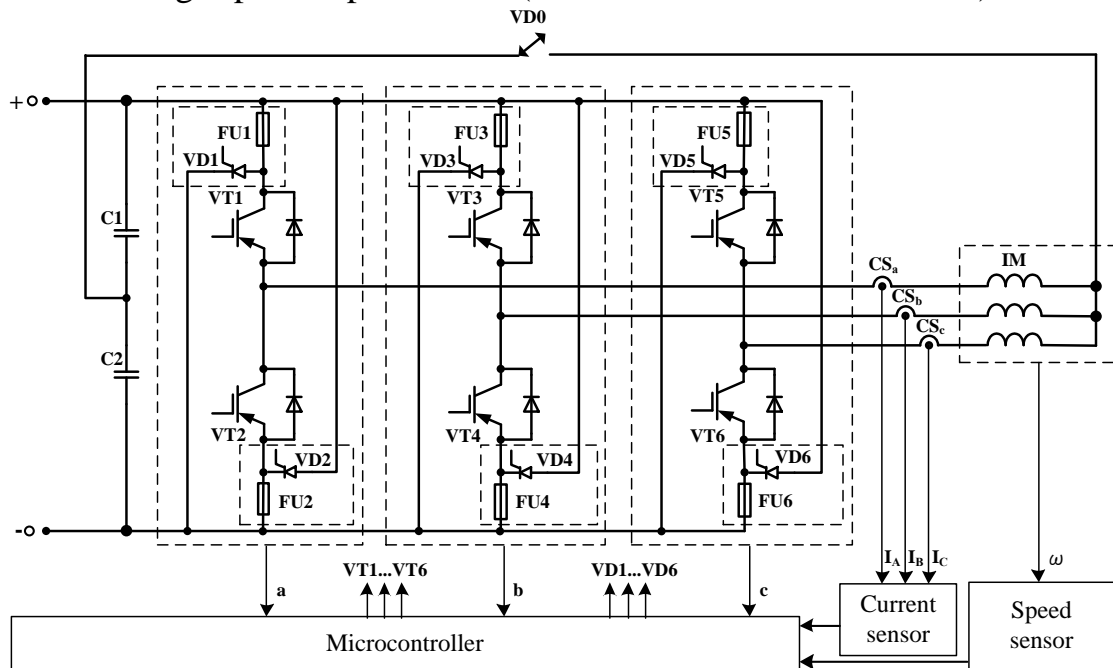 VD0
+
FU1
FU3
FU5
VD1
VD3
VD5
VT1
VT3
VT5
C1
CSa
IM
CSb
CSc
C2
VT2
VT4
VT6
VD2
VD4
VD6
FU2
FU4
FU6
-
a
VT1...VT6
b
VD1...VD6
c
IA
IB
IC
ω
Microcontroller
Current
sensor
Speed
sensor